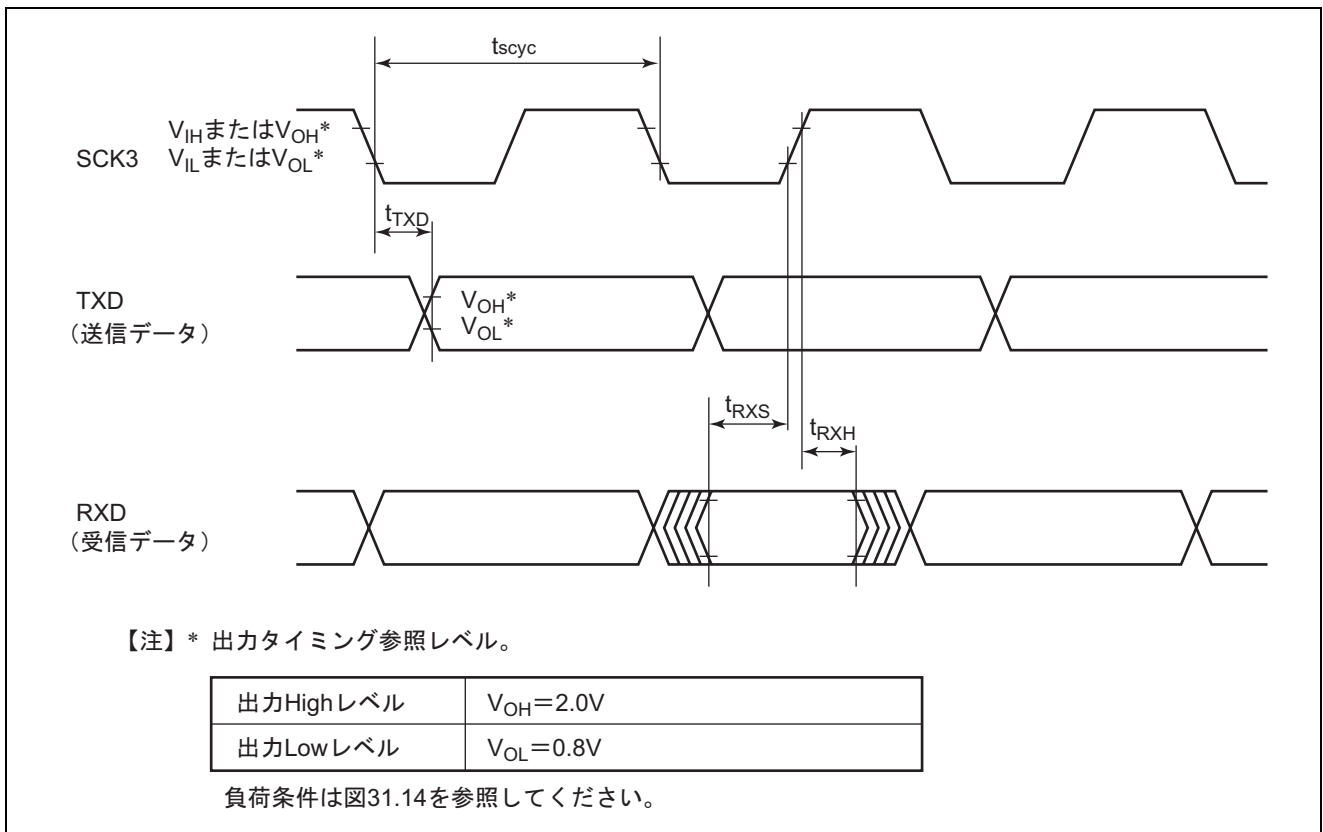 tscyc
VIHまたはVOH*
SCK3 VILまたはVOL*
tTXD
TXD
（送信データ）
VOH*
VOL*
tRXS
tRXH
RXD
（受信データ）
【注】* 出力タイミング参照レベル。
出力Highレベル VOH＝2.0V
出力Lowレベル VOL＝0.8V
負荷条件は図31.14を参照してください。